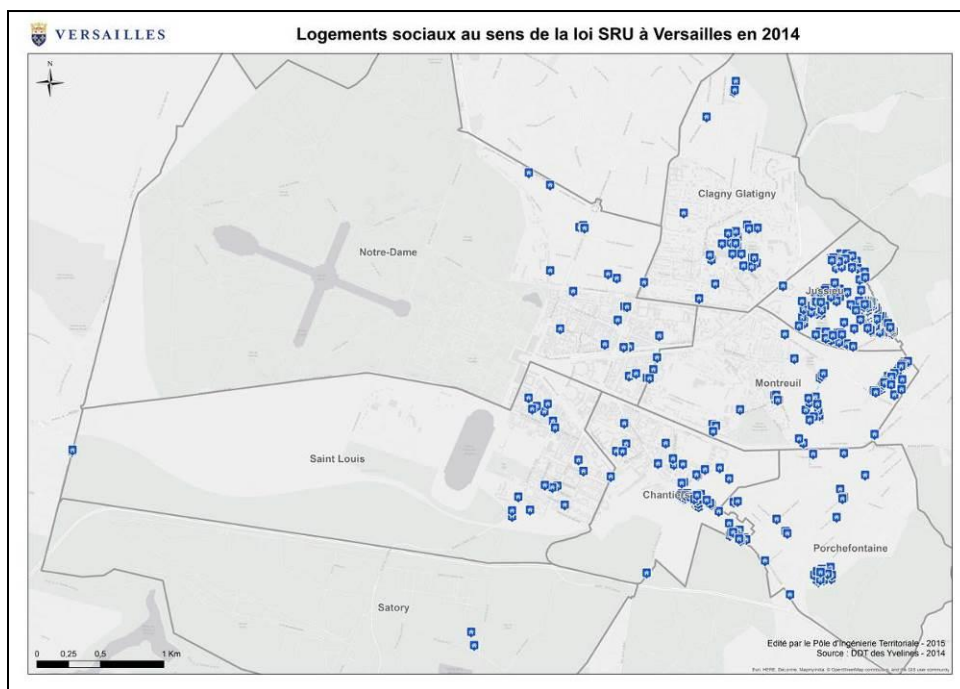 VERSAILLES
Logements sociaux au sens de la loi SRU à Versailles en 2014
N
Clagny Glatigny
Notre-Dame
Jussieu
Montreuil
Saint Louis
Chantiers
Porchefontaine
Satory
Edité par le Pôle d'Ingénierie Territoriale - 2015
Source : DDT des Yvelines - 2014
0 0,25 0,5 1 Km